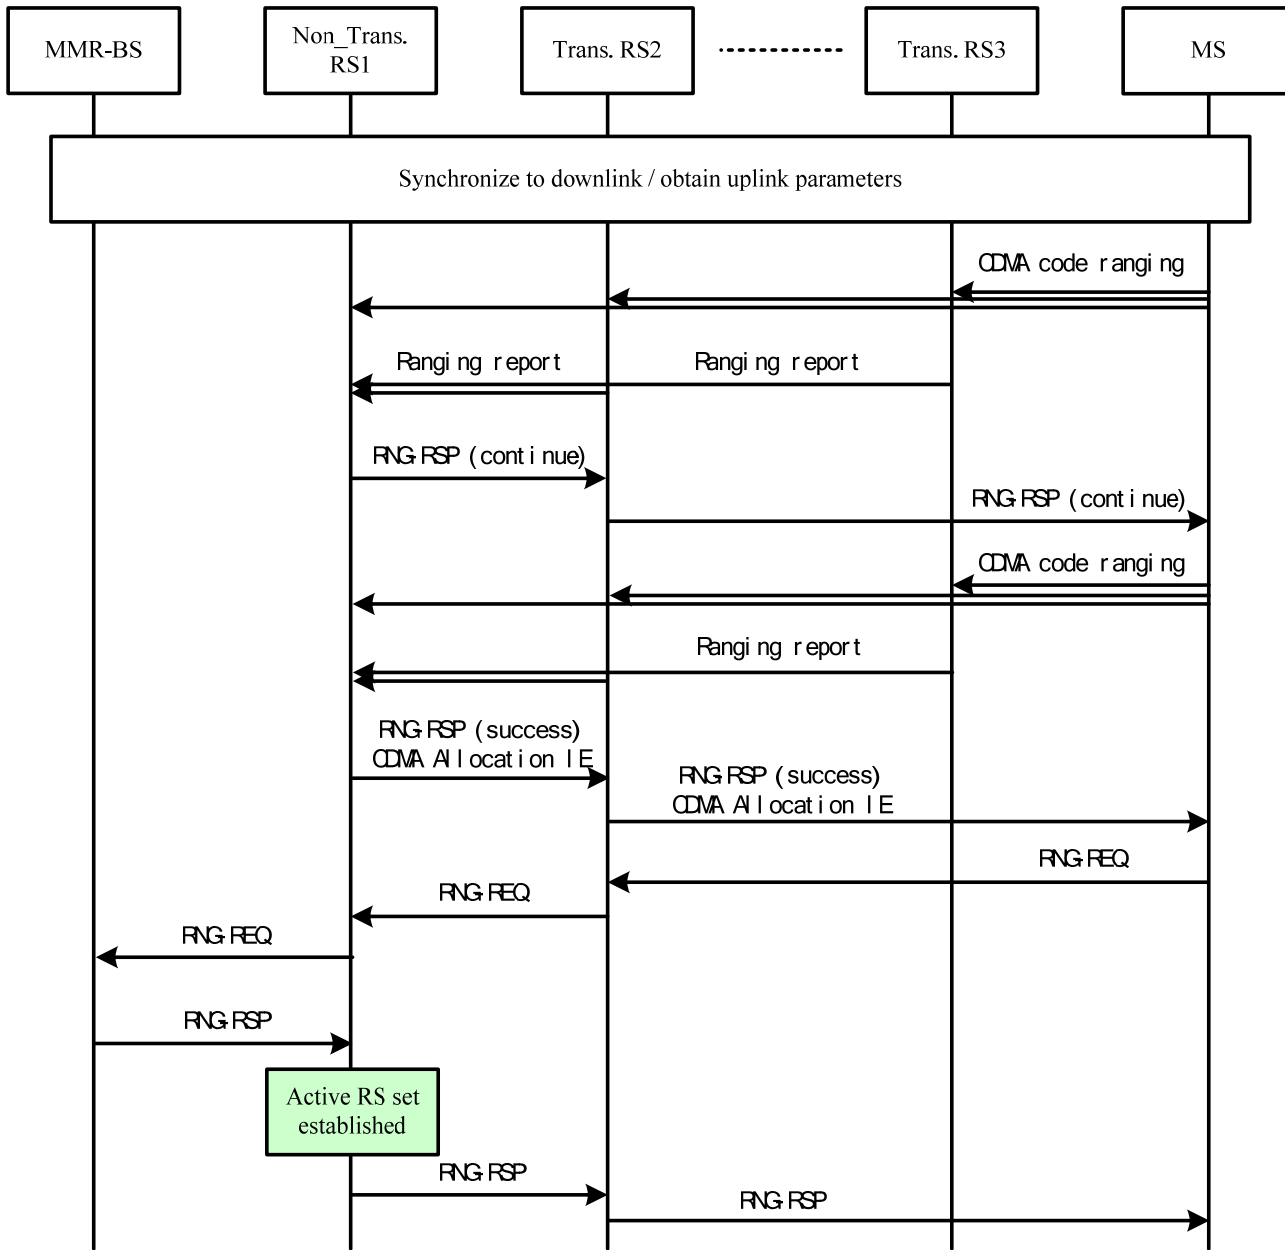 MMR-BS
Non_Trans.
RS1
Trans. RS2
Trans. RS3
MS
Synchronize to downlink / obtain uplink parameters
CDMA code ranging
Ranging report
Ranging report
RNG-RSP (continue)
RNG-RSP (continue)
CDMA code ranging
Ranging report
RNG-RSP (success)
CDMA Allocation IE
RNG-RSP (success)
CDMA Allocation IE
RNG-REQ
RNG-REQ
RNG-REQ
RNG-RSP
Active RS set
established
RNG-RSP
RNG-RSP